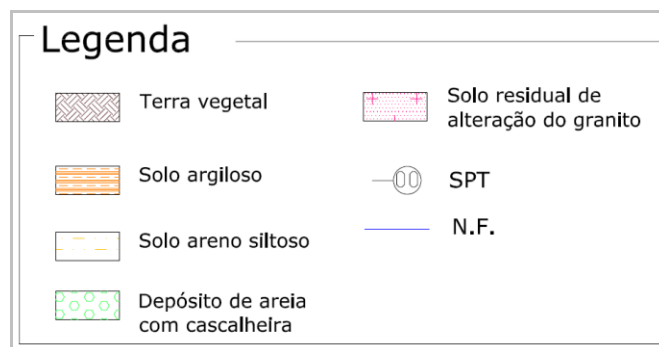 Legenda
Terra vegetal
Solo argiloso
Solo areno siltoso
Depósito de areia
com cascalheira
Solo residual de
alteração do granito
00
SPT
N.F.